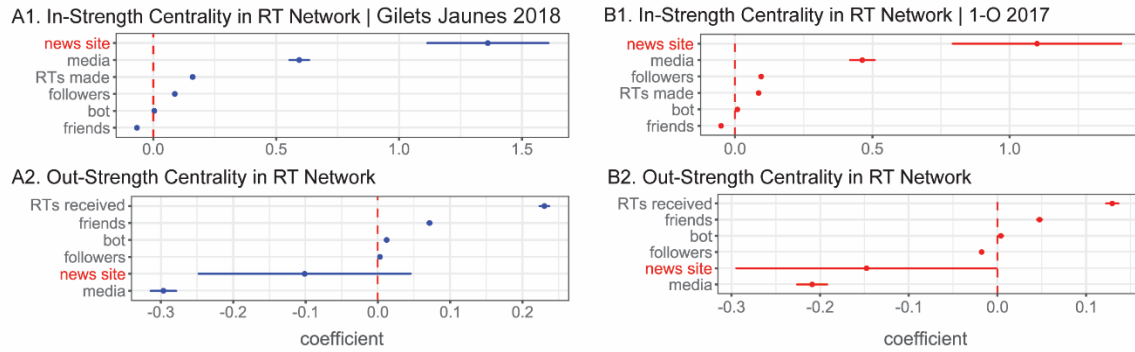 A1. In-Strength Centrality in RT Network | Gilets Jaunes 2018
news site
media
RTs made
followers
bot
friends
0.0 0.5 1.0 1.5
B1. In-Strength Centrality in RT Network | 1-O 2017
news site
media
followers
RTs made
bot
friends
0.0 0.5 1.0
A2. Out-Strength Centrality in RT Network
RTs received
friends
bot
followers
news site
media
-0.3 -0.2 -0.1 0.0 0.1 0.2
coefficient
B2. Out-Strength Centrality in RT Network
RTs received
friends
bot
followers
news site
media
-0.3 -0.2 -0.1 0.0 0.1
coefficient